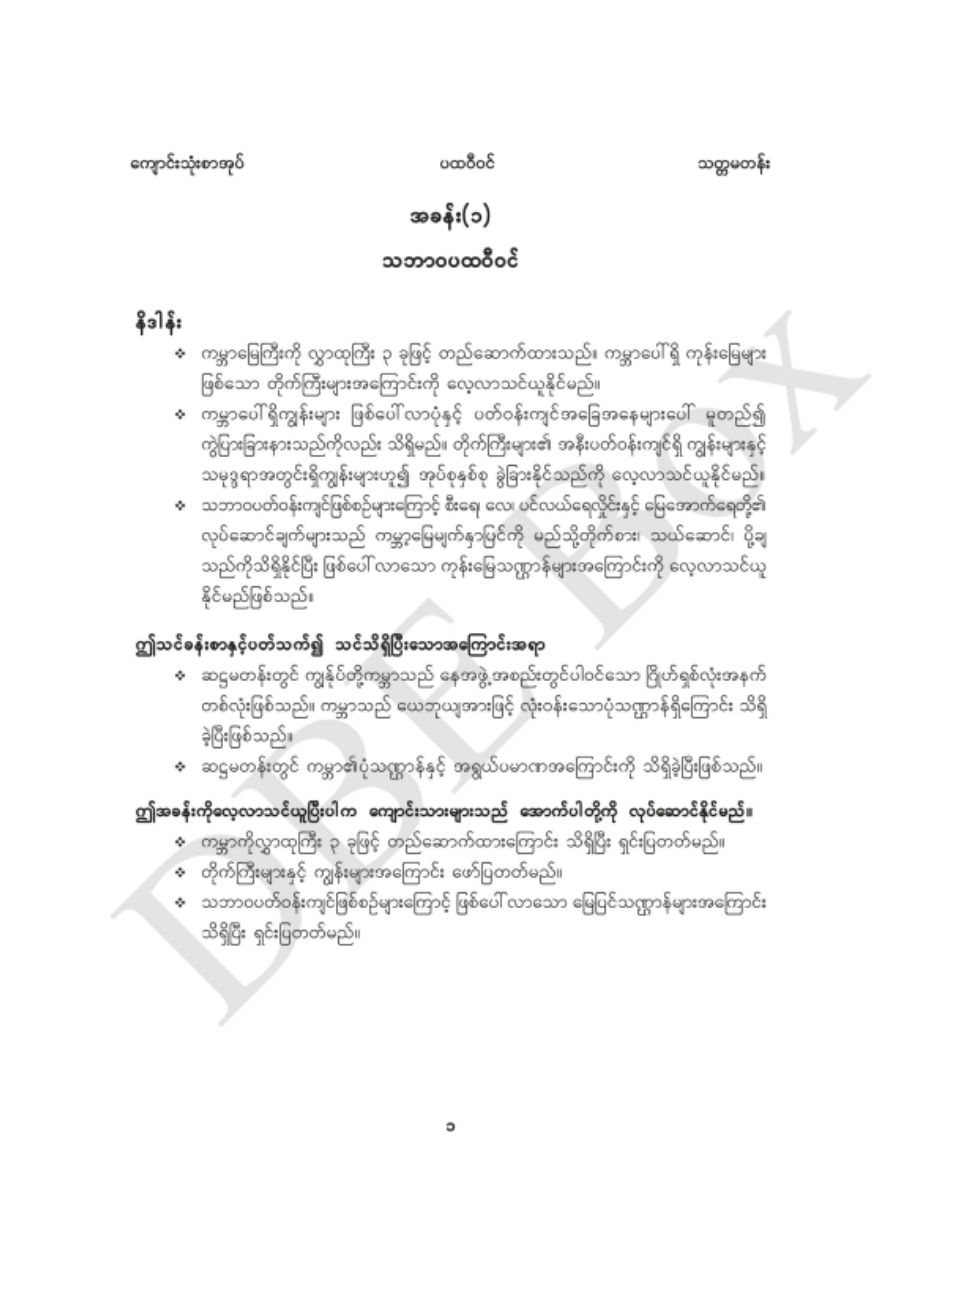 ကျောင်းသုံးစာအုပ် ပထဝီဝင် သတ္တမတန်း
အခန်း(၁)
သဘာဝပထဝီဝင်
နိဒါန်း
❖ ကမ္ဘာမြေကြီးကို လွှာထုကြီး ၃ ခုဖြင့် တည်ဆောက်ထားသည်။ ကမ္ဘာပေါ်ရှိ ကုန်းမြေများ
ဖြစ်သော တိုက်ကြီးများအကြောင်းကို လေ့လာသင်ယူနိုင်မည်။
❖ ကမ္ဘာပေါ်ရှိကျွန်းများ ဖြစ်ပေါ်လာပုံနှင့် ပတ်ဝန်းကျင်အခြေအနေများပေါ် မူတည်၍
ကွဲပြားခြားနားသည်ကိုလည်း သိရှိမည်။ တိုက်ကြီးများ၏ အနီးပတ်ဝန်းကျင်ရှိ ကျွန်းများနှင့်
သမုဒ္ဒရာအတွင်းရှိကျွန်းများဟူ၍ အုပ်စုနှစ်စု ခွဲခြားနိုင်သည်ကို လေ့လာသင်ယူနိုင်မည်။
❖ သဘာဝပတ်ဝန်းကျင်ဖြစ်စဉ်များကြောင့် စီးရေ၊ လေ၊ ပင်လယ်ရေလှိုင်းနှင့် မြေအောက်ရေတို့၏
လုပ်ဆောင်ချက်များသည် ကမ္ဘာ့မြေမျက်နှာပြင်ကို မည်သို့တိုက်စား၊ သယ်ဆောင်၊ ပို့ချ
သည်ကိုသိရှိနိုင်ပြီး ဖြစ်ပေါ်လာသော ကုန်းမြေသဏ္ဌာန်များအကြောင်းကို လေ့လာသင်ယူ
နိုင်မည်ဖြစ်သည်။
ဤသင်ခန်းစာနှင့်ပတ်သက်၍ သင်သိရှိပြီးသောအကြောင်းအရာ
❖ ဆဋ္ဌမတန်းတွင် ကျွန်ုပ်တို့ကမ္ဘာသည် နေအဖွဲ့အစည်းတွင်ပါဝင်သော ဂြိုဟ်ရှစ်လုံးအနက်
တစ်လုံးဖြစ်သည်။ ကမ္ဘာသည် ယေဘုယျအားဖြင့် လုံးဝန်းသောပုံသဏ္ဌာန်ရှိကြောင်း သိရှိ
ခဲ့ပြီးဖြစ်သည်။
❖ ဆဋ္ဌမတန်းတွင် ကမ္ဘာ၏ပုံသဏ္ဌာန်နှင့် အရွယ်ပမာဏအကြောင်းကို သိရှိခဲ့ပြီးဖြစ်သည်။
ဤအခန်းကိုလေ့လာသင်ယူပြီးပါက ကျောင်းသားများသည် အောက်ပါတို့ကို လုပ်ဆောင်နိုင်မည်။
❖ ကမ္ဘာကိုလွှာထုကြီး ၃ ခုဖြင့် တည်ဆောက်ထားကြောင်း သိရှိပြီး ရှင်းပြတတ်မည်။
❖ တိုက်ကြီးများနှင့် ကျွန်းများအကြောင်း ဖော်ပြတတ်မည်။
❖ သဘာဝပတ်ဝန်းကျင်ဖြစ်စဉ်များကြောင့် ဖြစ်ပေါ်လာသော မြေပြင်သဏ္ဌာန်များအကြောင်း
သိရှိပြီး ရှင်းပြတတ်မည်။
၁
DBE Box